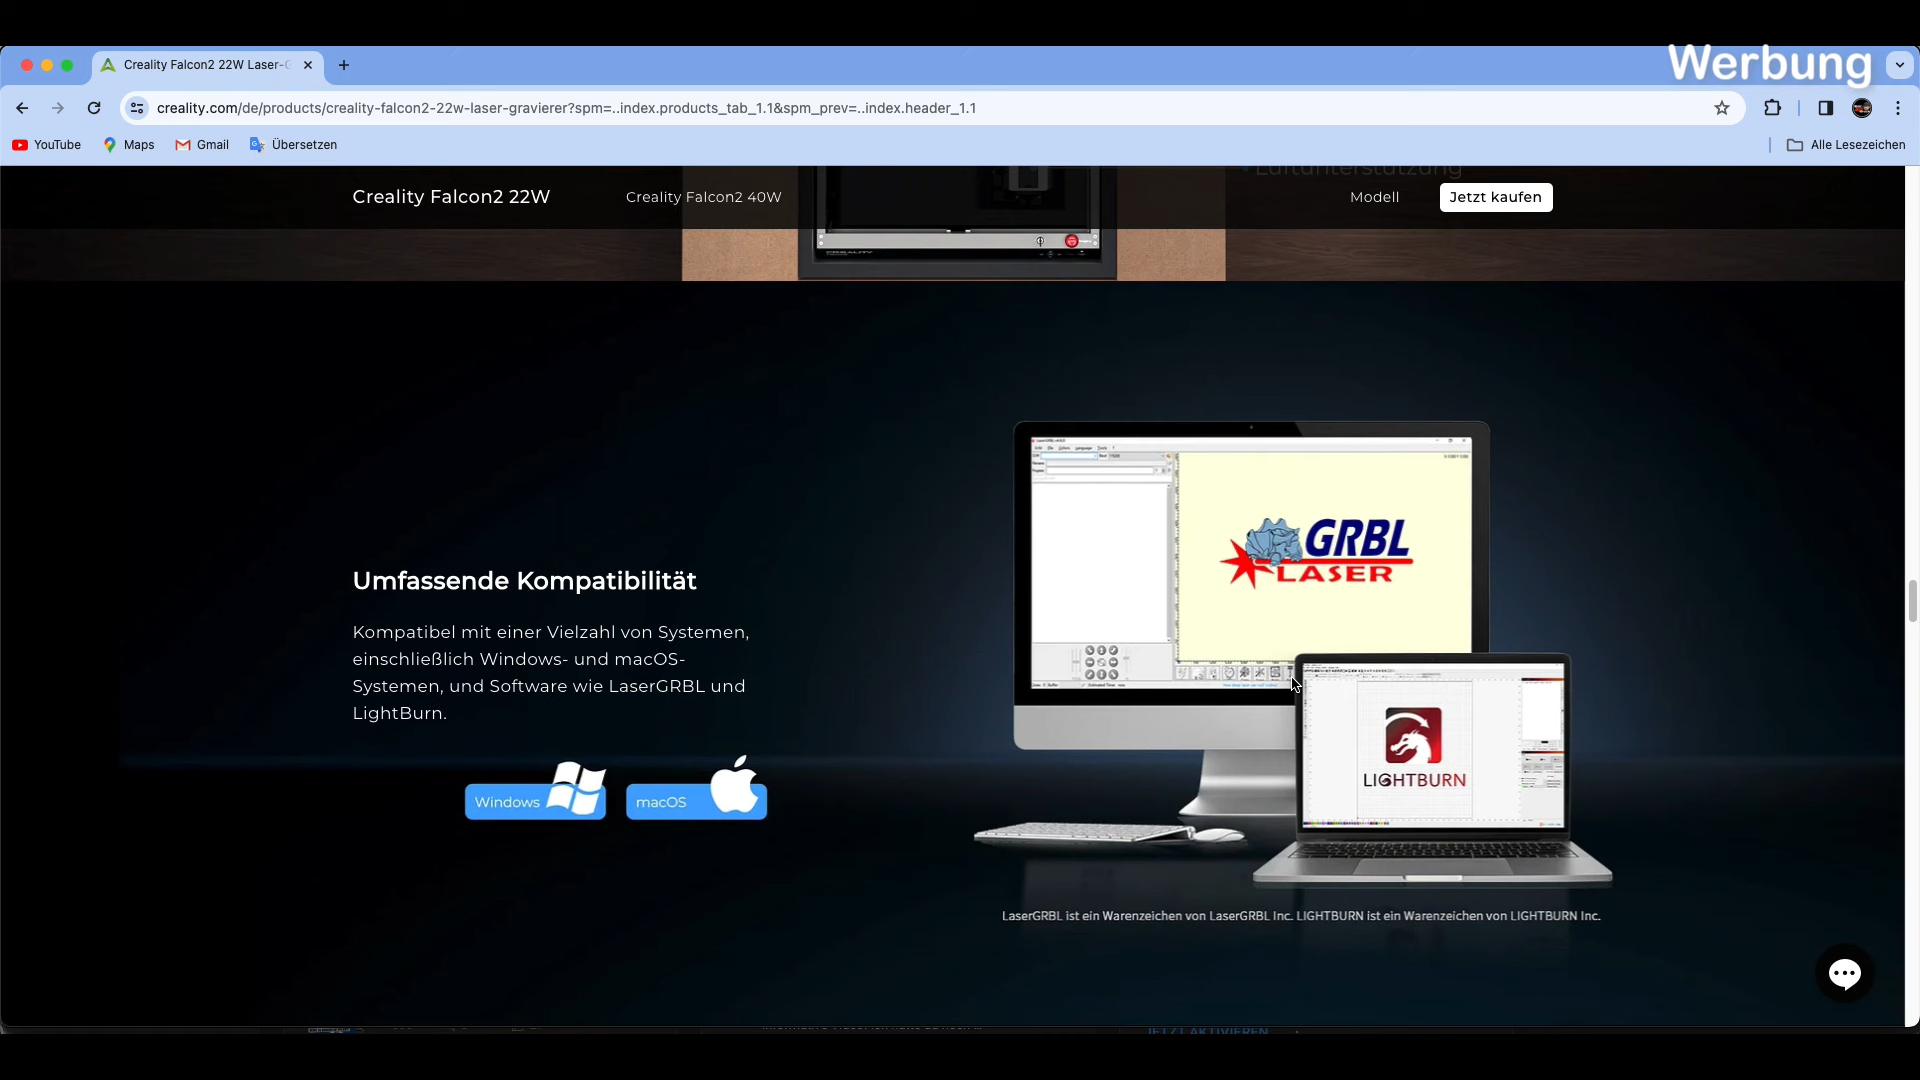 Werbung
Creality Falcon2 22W Laser-G
creality.com/de/products/creality-falcon2-22w-laser-gravierer?spm=..index.products_tab_1.1&spm_prev=..index.header_1.1
YouTube
Maps
Gmail
Übersetzen
Alle Lesezeichen
Luftunterstützung
Creality Falcon2 22W
Creality Falcon2 40W
Modell
Jetzt kaufen
CREALITY
Umfassende Kompatibilität
Kompatibel mit einer Vielzahl von Systemen,
einschließlich Windows- und macOS-
Systemen, und Software wie LaserGRBL und
LightBurn.
Windows
macOS
GRBL
LASER
LIGHTBURN
LaserGRBL ist ein Warenzeichen von LaserGRBL Inc. LIGHTBURN ist ein Warenzeichen von LIGHTBURN Inc.
JETZT AKTIVIEREN